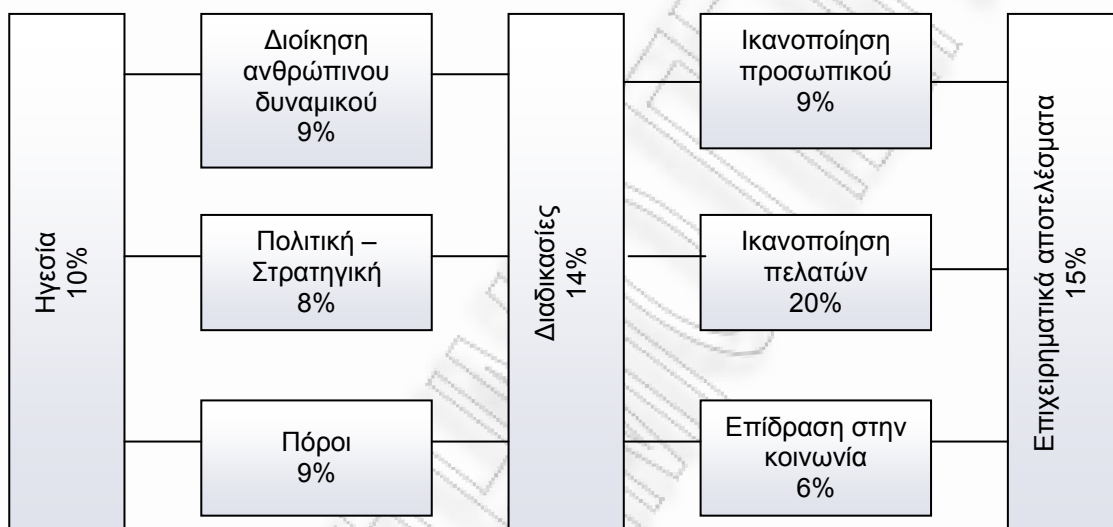 Ηγεσία
10%
Διοίκηση
ανθρώπινου
δυναμικού
9%
Πολιτική –
Στρατηγική
8%
Πόροι
9%
Διαδικασίες
14%
Ικανοποίηση
προσωπικού
9%
Ικανοποίηση
πελατών
20%
Επίδραση στην
κοινωνία
6%
Επιχειρηματικά αποτελέσματα
15%